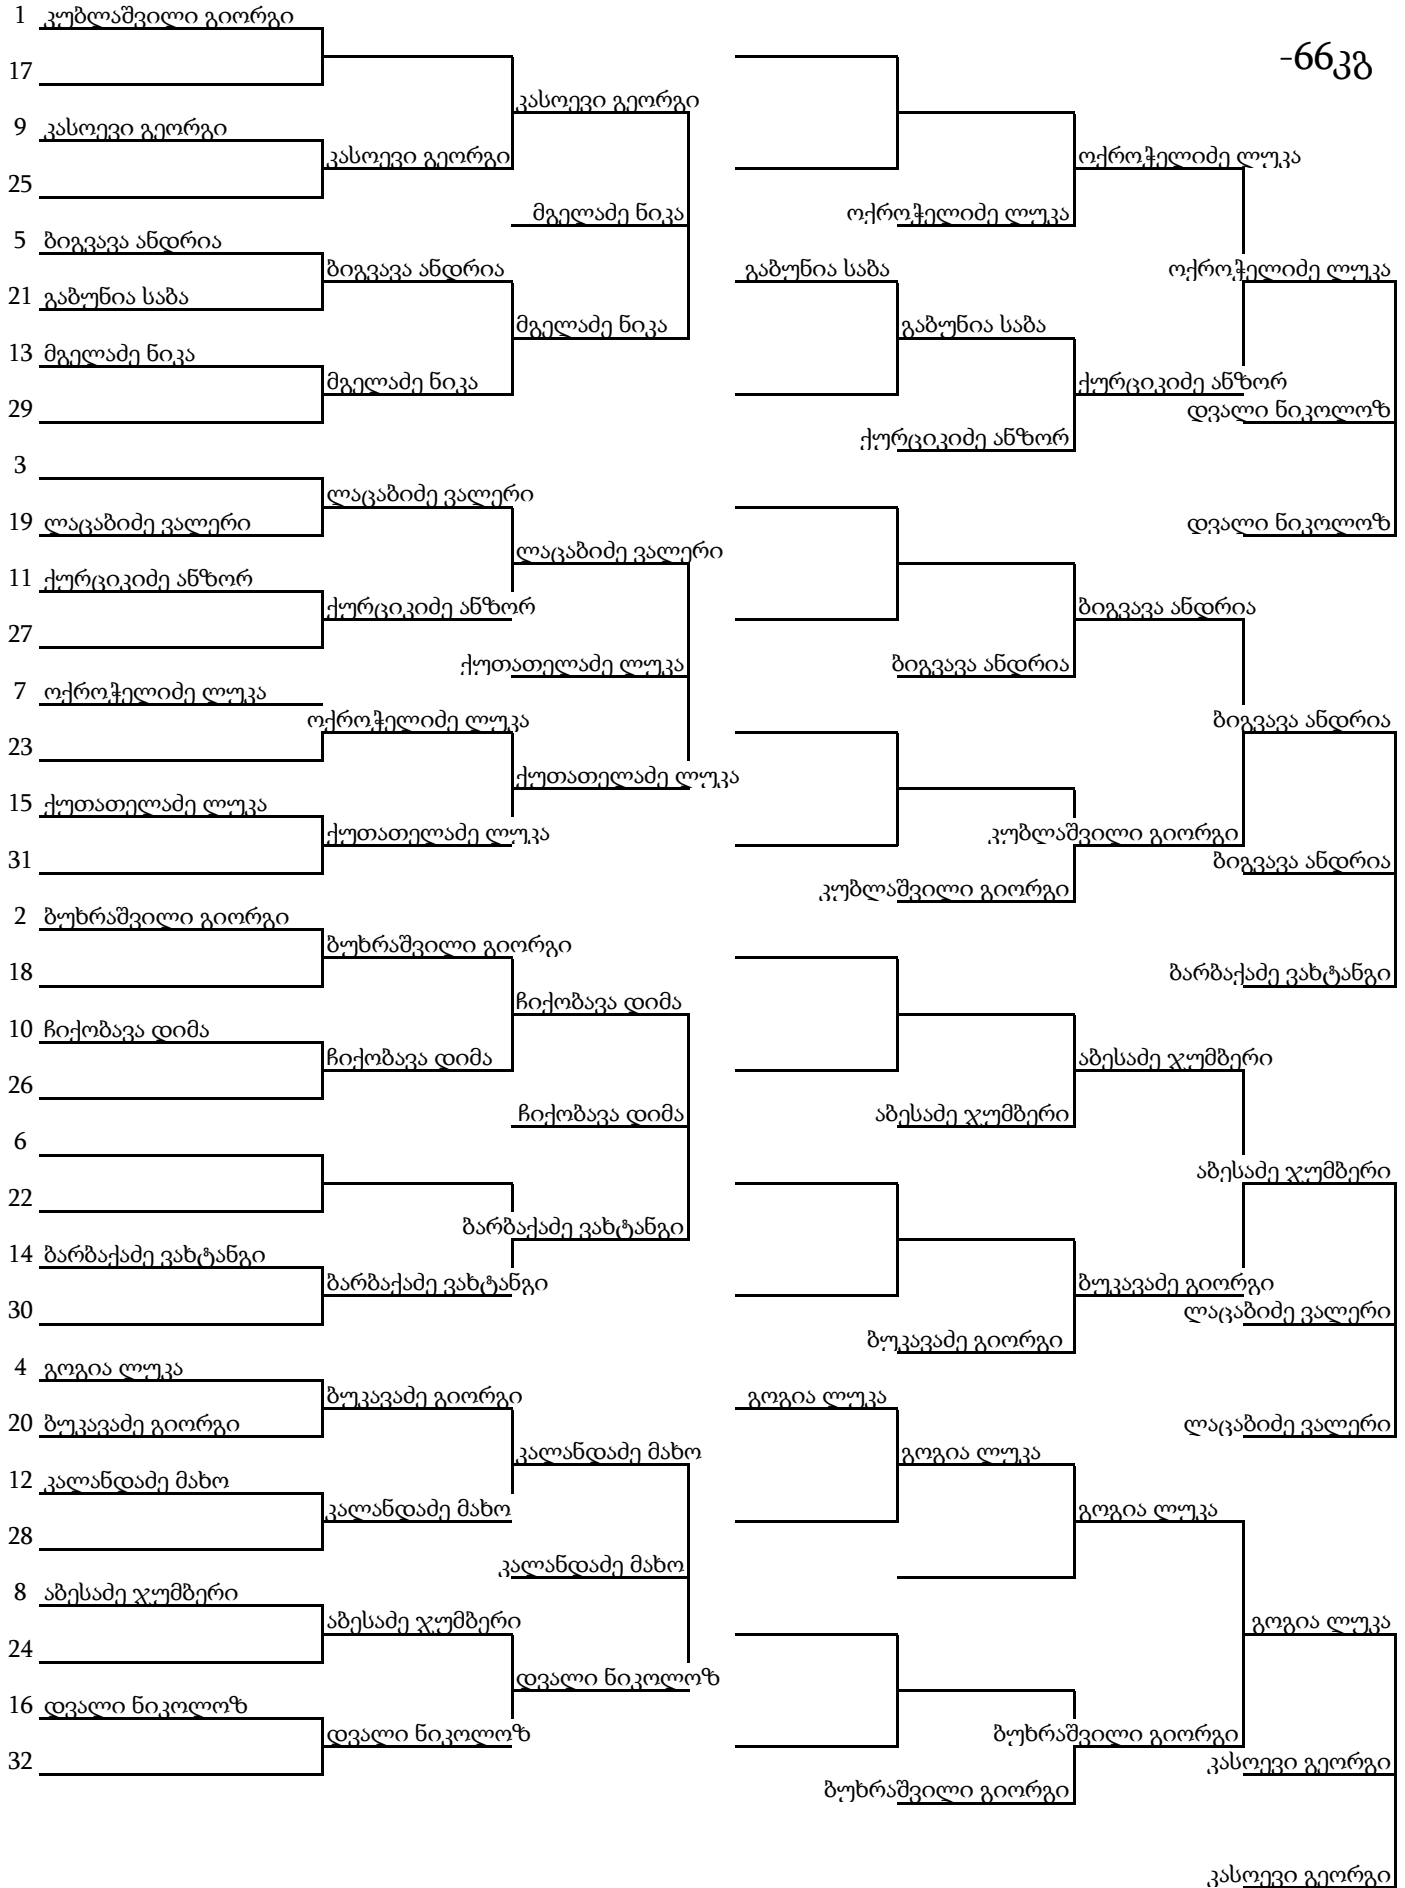 -66კგ
1 კუბლაშვილი გიორგი
17
9 კასოევი გეორგი
25
5 ბიგვავა ანდრია
21 გაბუნია საბა
13 მგელაძე ნიკა
29
3
19 ლაცაბიძე ვალერი
11 ქურციკიძე ანზორ
27
7 ოქროჭელიძე ლუკა
23
15 ქუთათელაძე ლუკა
31
2 ბუხრაშვილი გიორგი
18
10 ჩიქობავა დიმა
26
6
22
14 ბარბაქაძე ვახტანგი
30
4 გოგია ლუკა
20 ბუკავაძე გიორგი
12 კალანდაძე მახო
28
8 აბესაძე ჯუმბერი
24
16 დვალი ნიკოლოზ
32
კასოევი გეორგი
ბიგვავა ანდრია
მგელაძე ნიკა
ლაცაბიძე ვალერი
ქურციკიძე ანზორ
ოქროჭელიძე ლუკა
ქუთათელაძე ლუკა
ბუხრაშვილი გიორგი
ჩიქობავა დიმა
ბარბაქაძე ვახტანგი
ბუკავაძე გიორგი
კალანდაძე მახო
აბესაძე ჯუმბერი
დვალი ნიკოლოზ
კასოევი გეორგი
მგელაძე ნიკა
მგელაძე ნიკა
ლაცაბიძე ვალერი
ქუთათელაძე ლუკა
ქუთათელაძე ლუკა
ჩიქობავა დიმა
ჩიქობავა დიმა
ბარბაქაძე ვახტანგი
კალანდაძე მახო
კალანდაძე მახო
დვალი ნიკოლოზ
გაბუნია საბა
გოგია ლუკა
ოქროჭელიძე ლუკა
გაბუნია საბა
ქურციკიძე ანზორ
ბიგვავა ანდრია
კუბლაშვილი გიორგი
აბესაძე ჯუმბერი
ბუკავაძე გიორგი
გოგია ლუკა
ბუხრაშვილი გიორგი
ოქროჭელიძე ლუკა
ქურციკიძე ანზორ
ბიგვავა ანდრია
კუბლაშვილი გიორგი
აბესაძე ჯუმბერი
ბუკავაძე გიორგი
გოგია ლუკა
ბუხრაშვილი გიორგი
ოქროჭელიძე ლუკა
დვალი ნიკოლოზ
დვალი ნიკოლოზ
ბიგვავა ანდრია
ბიგვავა ანდრია
ბარბაქაძე ვახტანგი
აბესაძე ჯუმბერი
ლაცაბიძე ვალერი
ლაცაბიძე ვალერი
გოგია ლუკა
კასოევი გეორგი
კასოევი გეორგი